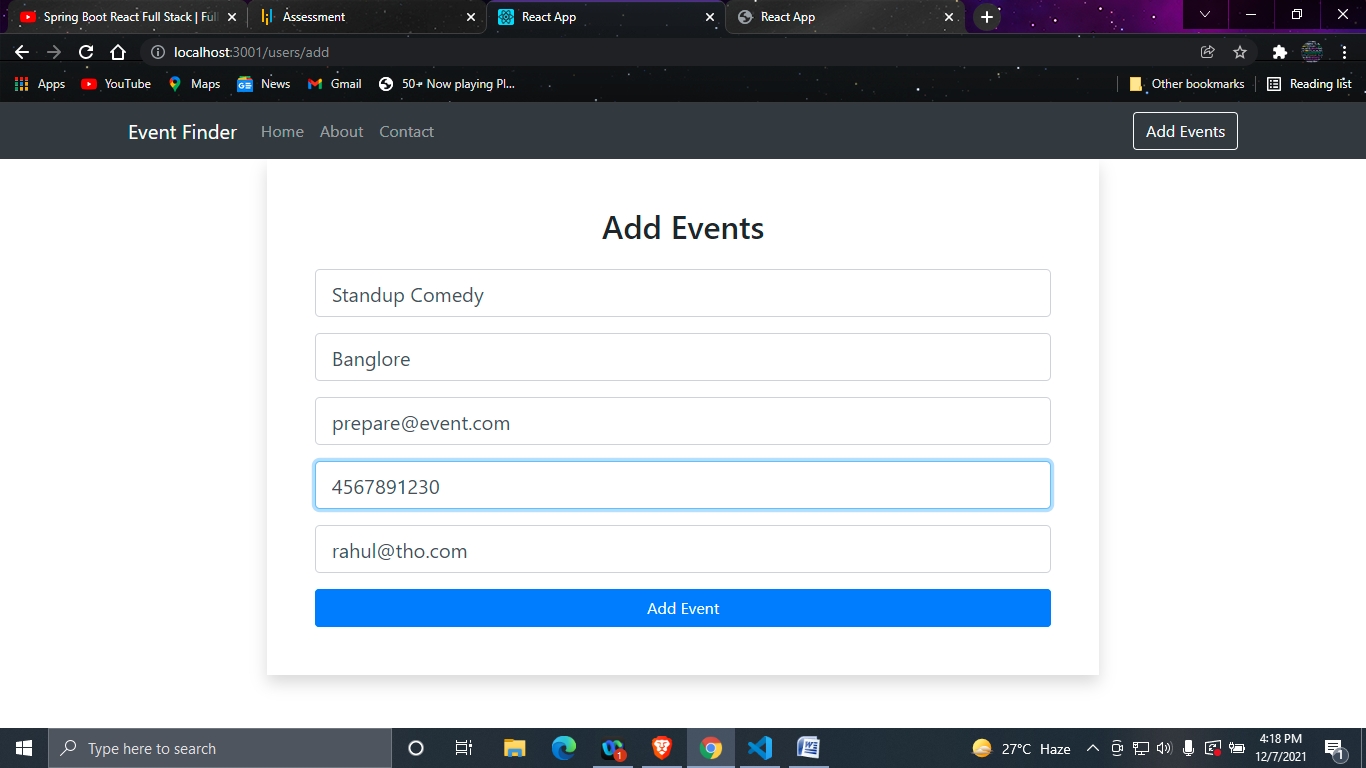 Spring Boot React Full Stack | Full
Assessment
React App
React App
localhost:3001/users/add
Apps
YouTube
Maps
News
Gmail
50+ Now playing Pl...
Other bookmarks
Reading list
Event Finder Home About Contact
Add Events
Add Events
Standup Comedy
Banglore
prepare@event.com
4567891230
rahul@tho.com
Add Event
Type here to search
27°C Haze
4:18 PM
12/7/2021